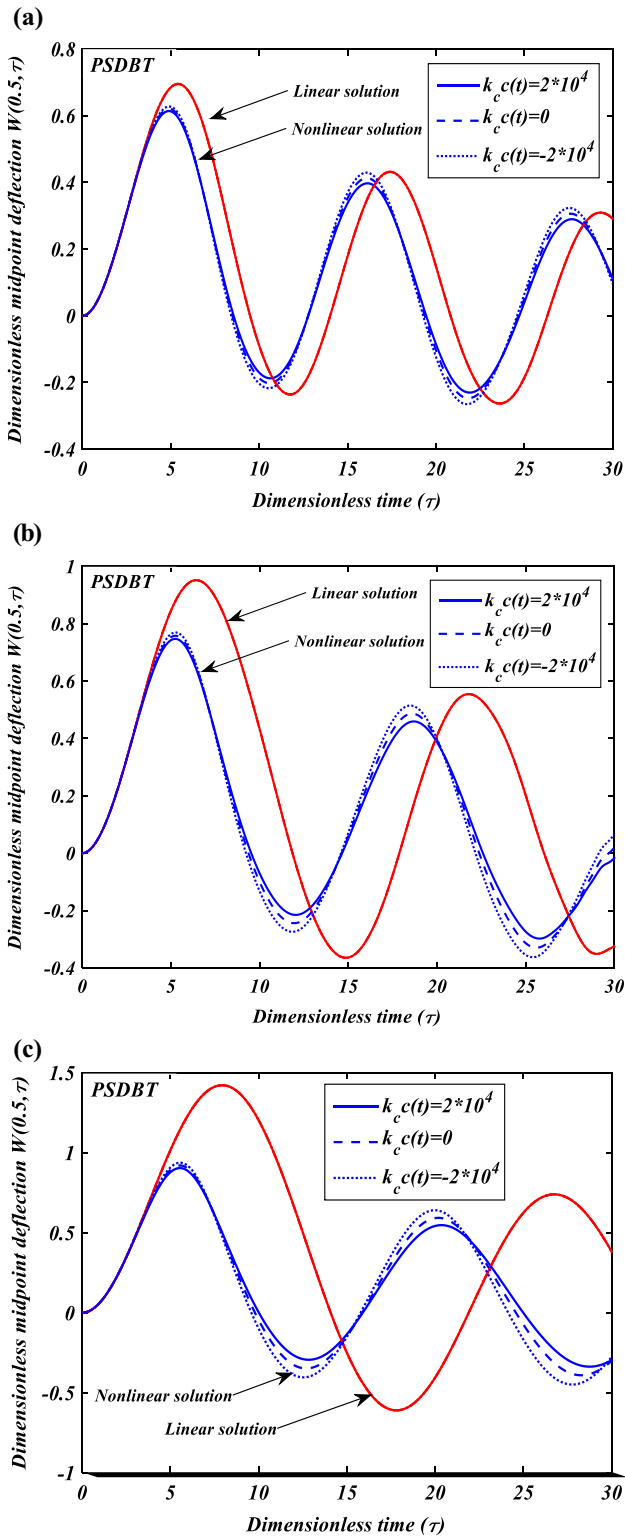 (a)
PSDBT
Linear solution
Nonlinear solution
k_c c(t)=2*10^4
k_c c(t)=0
k_c c(t)=-2*10^4
Dimensionless midpoint deflection W(0.5,τ)
0.8
0.6
0.4
0.2
0
-0.2
-0.4
0 5 10 15 20 25 30
Dimensionless time (τ)
(b)
PSDBT
Linear solution
Nonlinear solution
k_c c(t)=2*10^4
k_c c(t)=0
k_c c(t)=-2*10^4
Dimensionless midpoint deflection W(0.5,τ)
1
0.8
0.6
0.4
0.2
0
-0.2
-0.4
0 5 10 15 20 25 30
Dimensionless time (τ)
(c)
PSDBT
k_c c(t)=2*10^4
k_c c(t)=0
k_c c(t)=-2*10^4
Nonlinear solution
Linear solution
Dimensionless midpoint deflection W(0.5,τ)
1.5
1
0.5
0
-0.5
-1
0 5 10 15 20 25 30
Dimensionless time (τ)